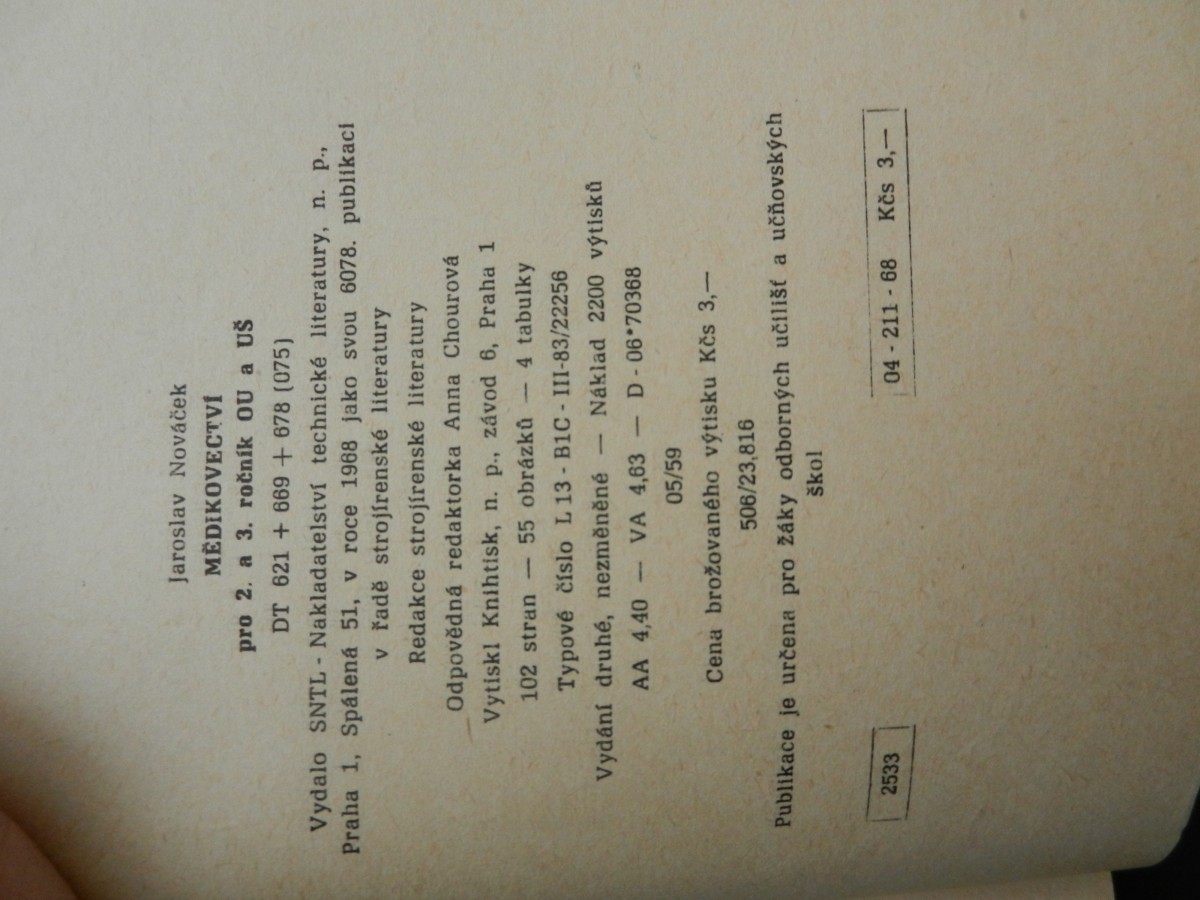 Jaroslav Nováček
MĚDIKOVECTVÍ
pro 2. a 3. ročník OU a UŠ
DT 621 + 669 + 678 (075)
Vydalo SNTL - Nakladatelství technické literatury, n. p.,
Praha 1, Spálená 51, v roce 1968 jako svou 6078. publikaci
v řadě strojírenské literatury
Redakce strojírenské literatury
Odpovědná redaktorka Anna Chourová
Vytiskl Knihtisk, n. p., závod 6, Praha 1
102 stran — 55 obrázků — 4 tabulky
Typové číslo L 13 - B1C - III-83/22256
Vydání druhé, nezměněné — Náklad 2200 výtisků
AA 4,40 — VA 4,63 — D - 06*70368
05/59
Cena brožovaného výtisku Kčs 3,—
506/23,816
Publikace je určena pro žáky odborných učilišť a učňovských
škol
2533
04 - 211 - 68 Kčs 3,—